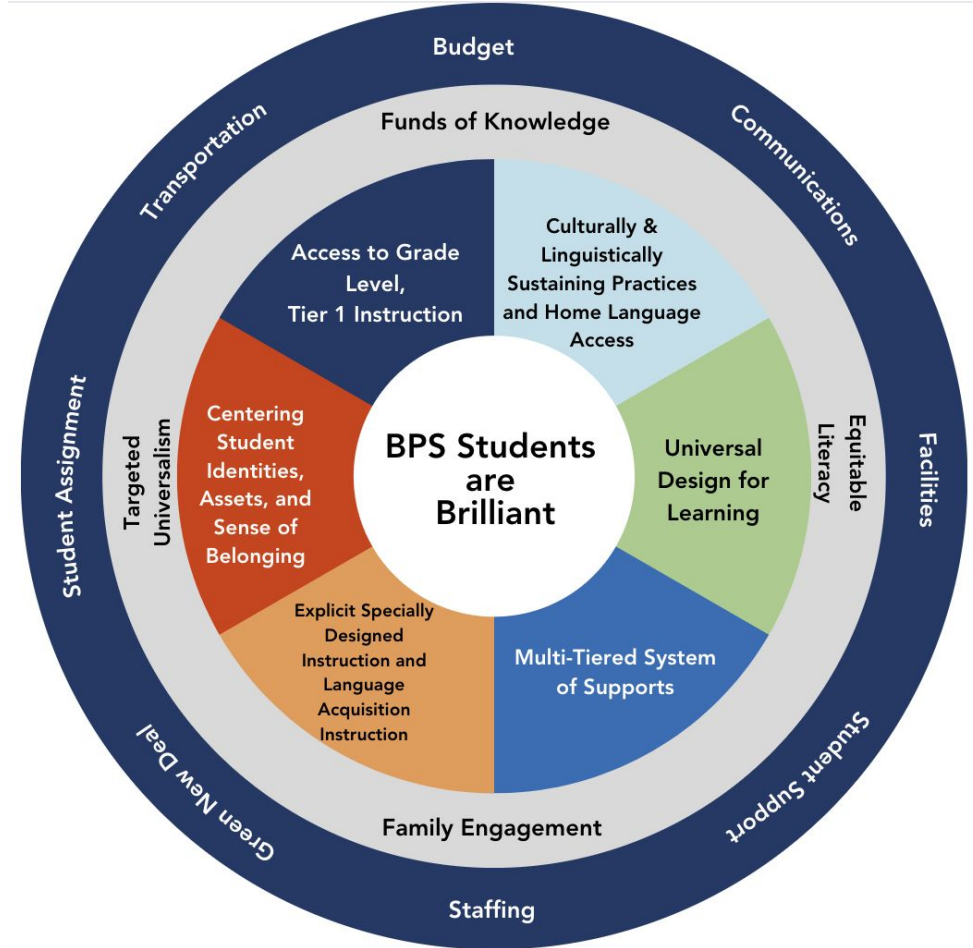 Budget
Communications
Facilities
Student Support
Staffing
Green New Deal
Student Assignment
Transportation
Funds of Knowledge
Equitable
Literacy
Family Engagement
Targeted
Universalism
Access to Grade
Level,
Tier 1 Instruction
Culturally &
Linguistically
Sustaining Practices
and Home Language
Access
Universal
Design for
Learning
Multi-Tiered System
of Supports
Explicit Specially
Designed
Instruction and
Language
Acquisition
Instruction
Centering
Student
Identities,
Assets, and
Sense of
Belonging
BPS Students
are
Brilliant